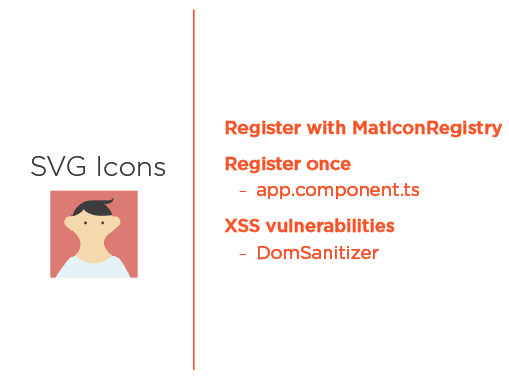 SVG Icons
Register with MatIconRegistry
Register once
– app.component.ts
XSS vulnerabilities
– DomSanitizer